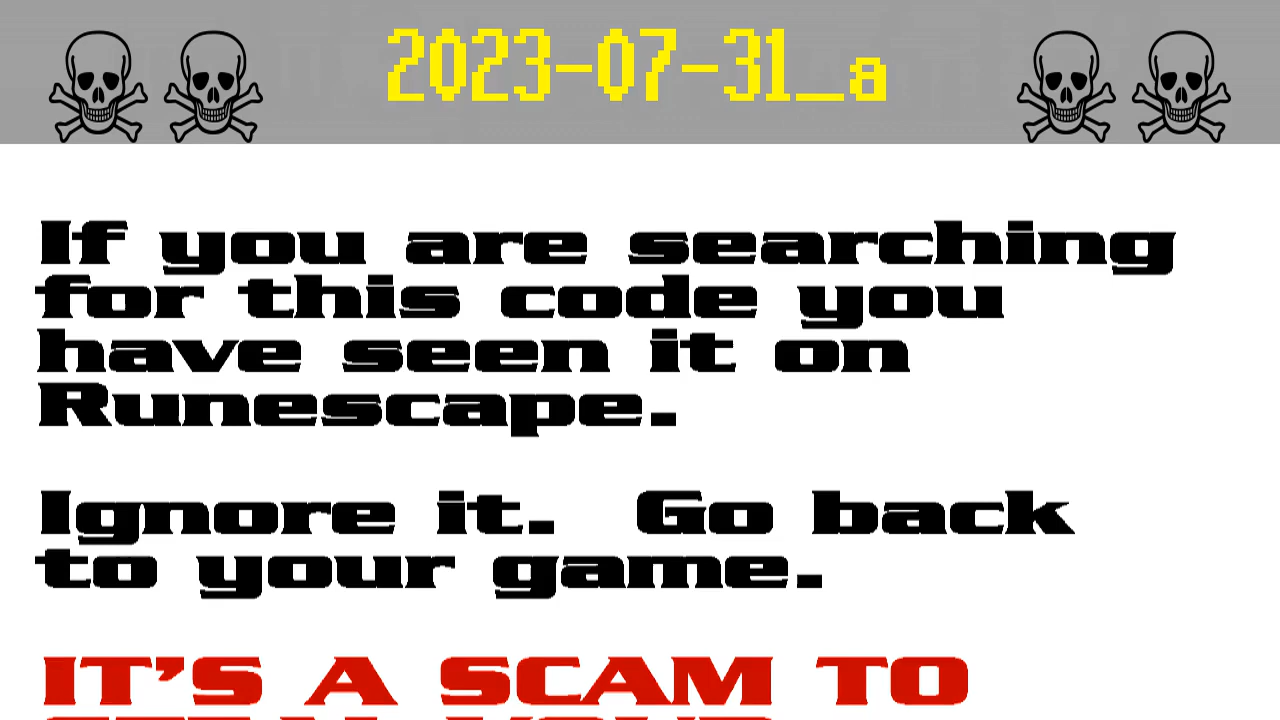 2023-07-31_a
If you are searching
for this code you
have seen it on
Runescape.
Ignore it. Go back
to your game.
IT'S A SCAM TO